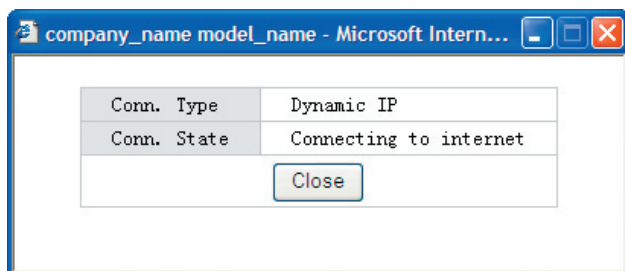 company_name model_name - Microsoft Intern...
Conn. Type Dynamic IP
Conn. State Connecting to internet
Close